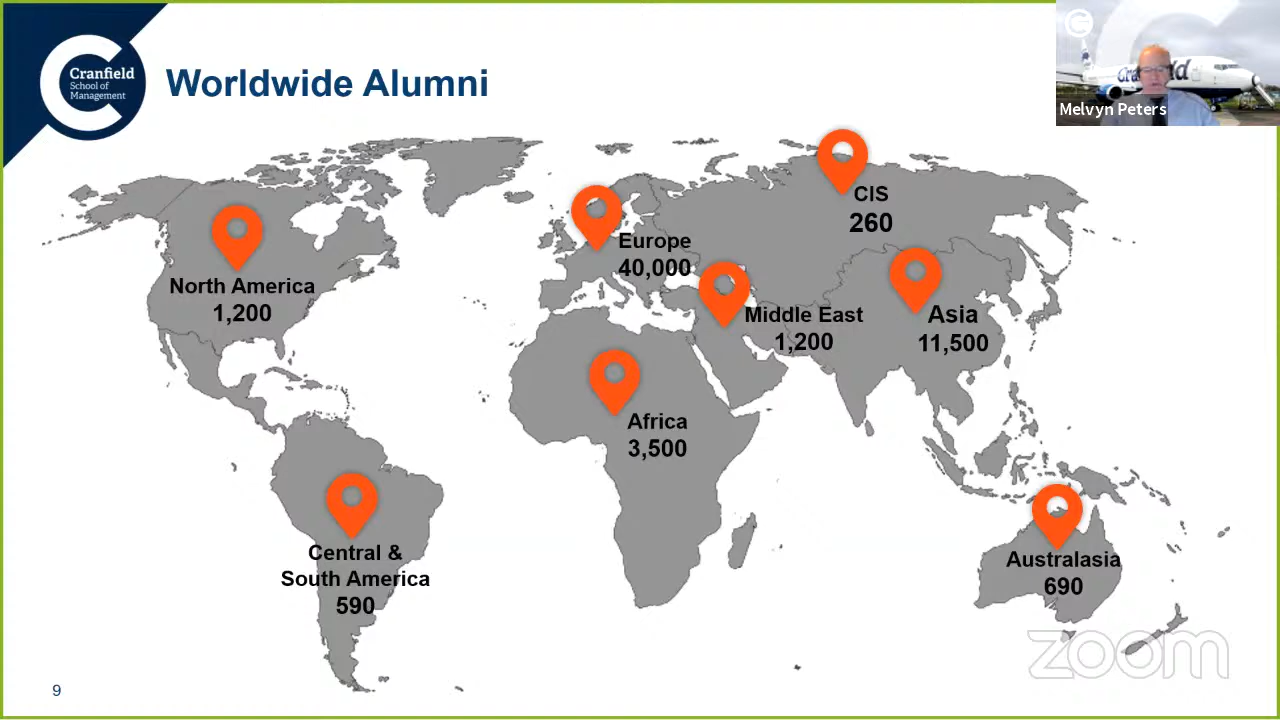 Cranfield
School of
Management
Worldwide Alumni
Melvyn Peters
CIS
260
Europe
40,000
North America
1,200
Middle East
1,200
Asia
11,500
Africa
3,500
Central &
South America
590
Australasia
690
zoom
9